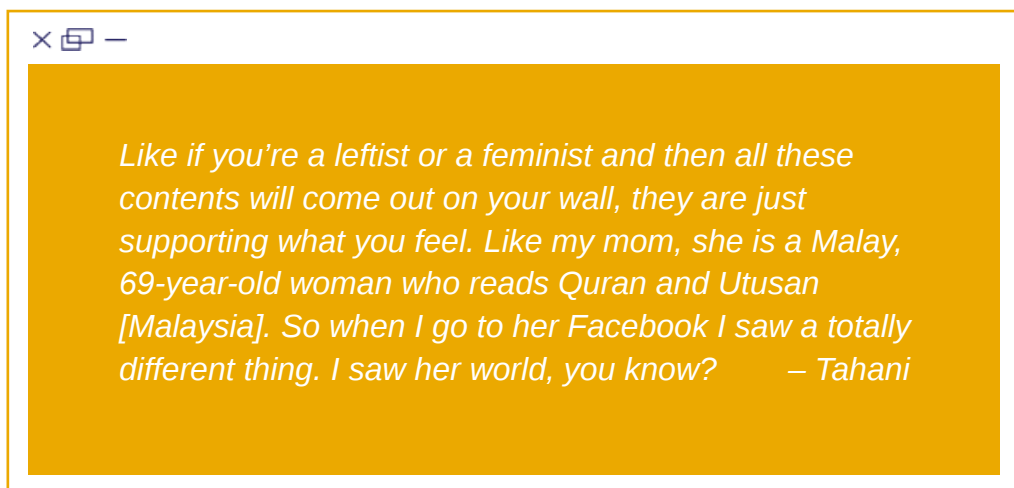 Like if you’re a leftist or a feminist and then all these
contents will come out on your wall, they are just
supporting what you feel. Like my mom, she is a Malay,
69-year-old woman who reads Quran and Utusan
[Malaysia]. So when I go to her Facebook I saw a totally
different thing. I saw her world, you know? – Tahani